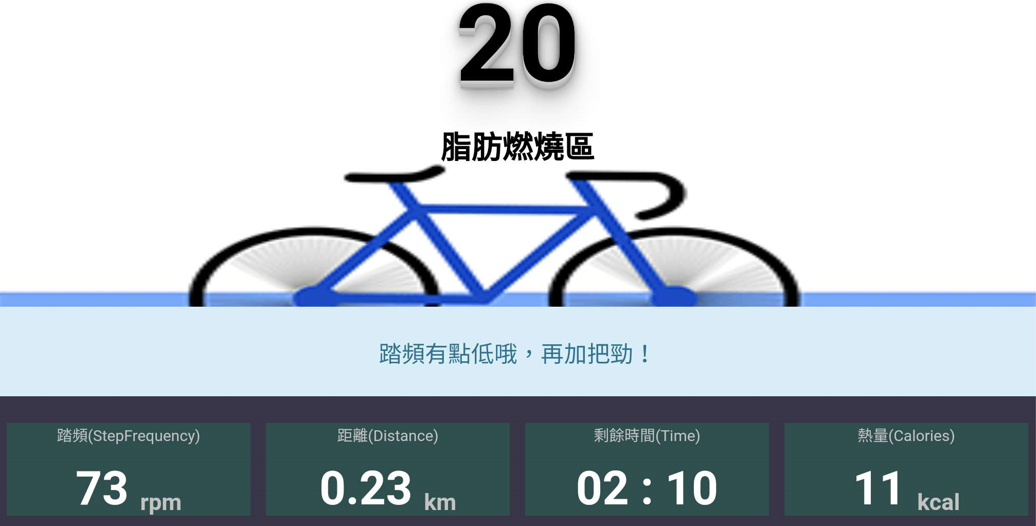 20
脂肪燃燒區
踏頻有點低哦，再加把勁！
踏頻(StepFrequency)
73 rpm
距離(Distance)
0.23 km
剩餘時間(Time)
02 : 10
熱量(Calories)
11 kcal